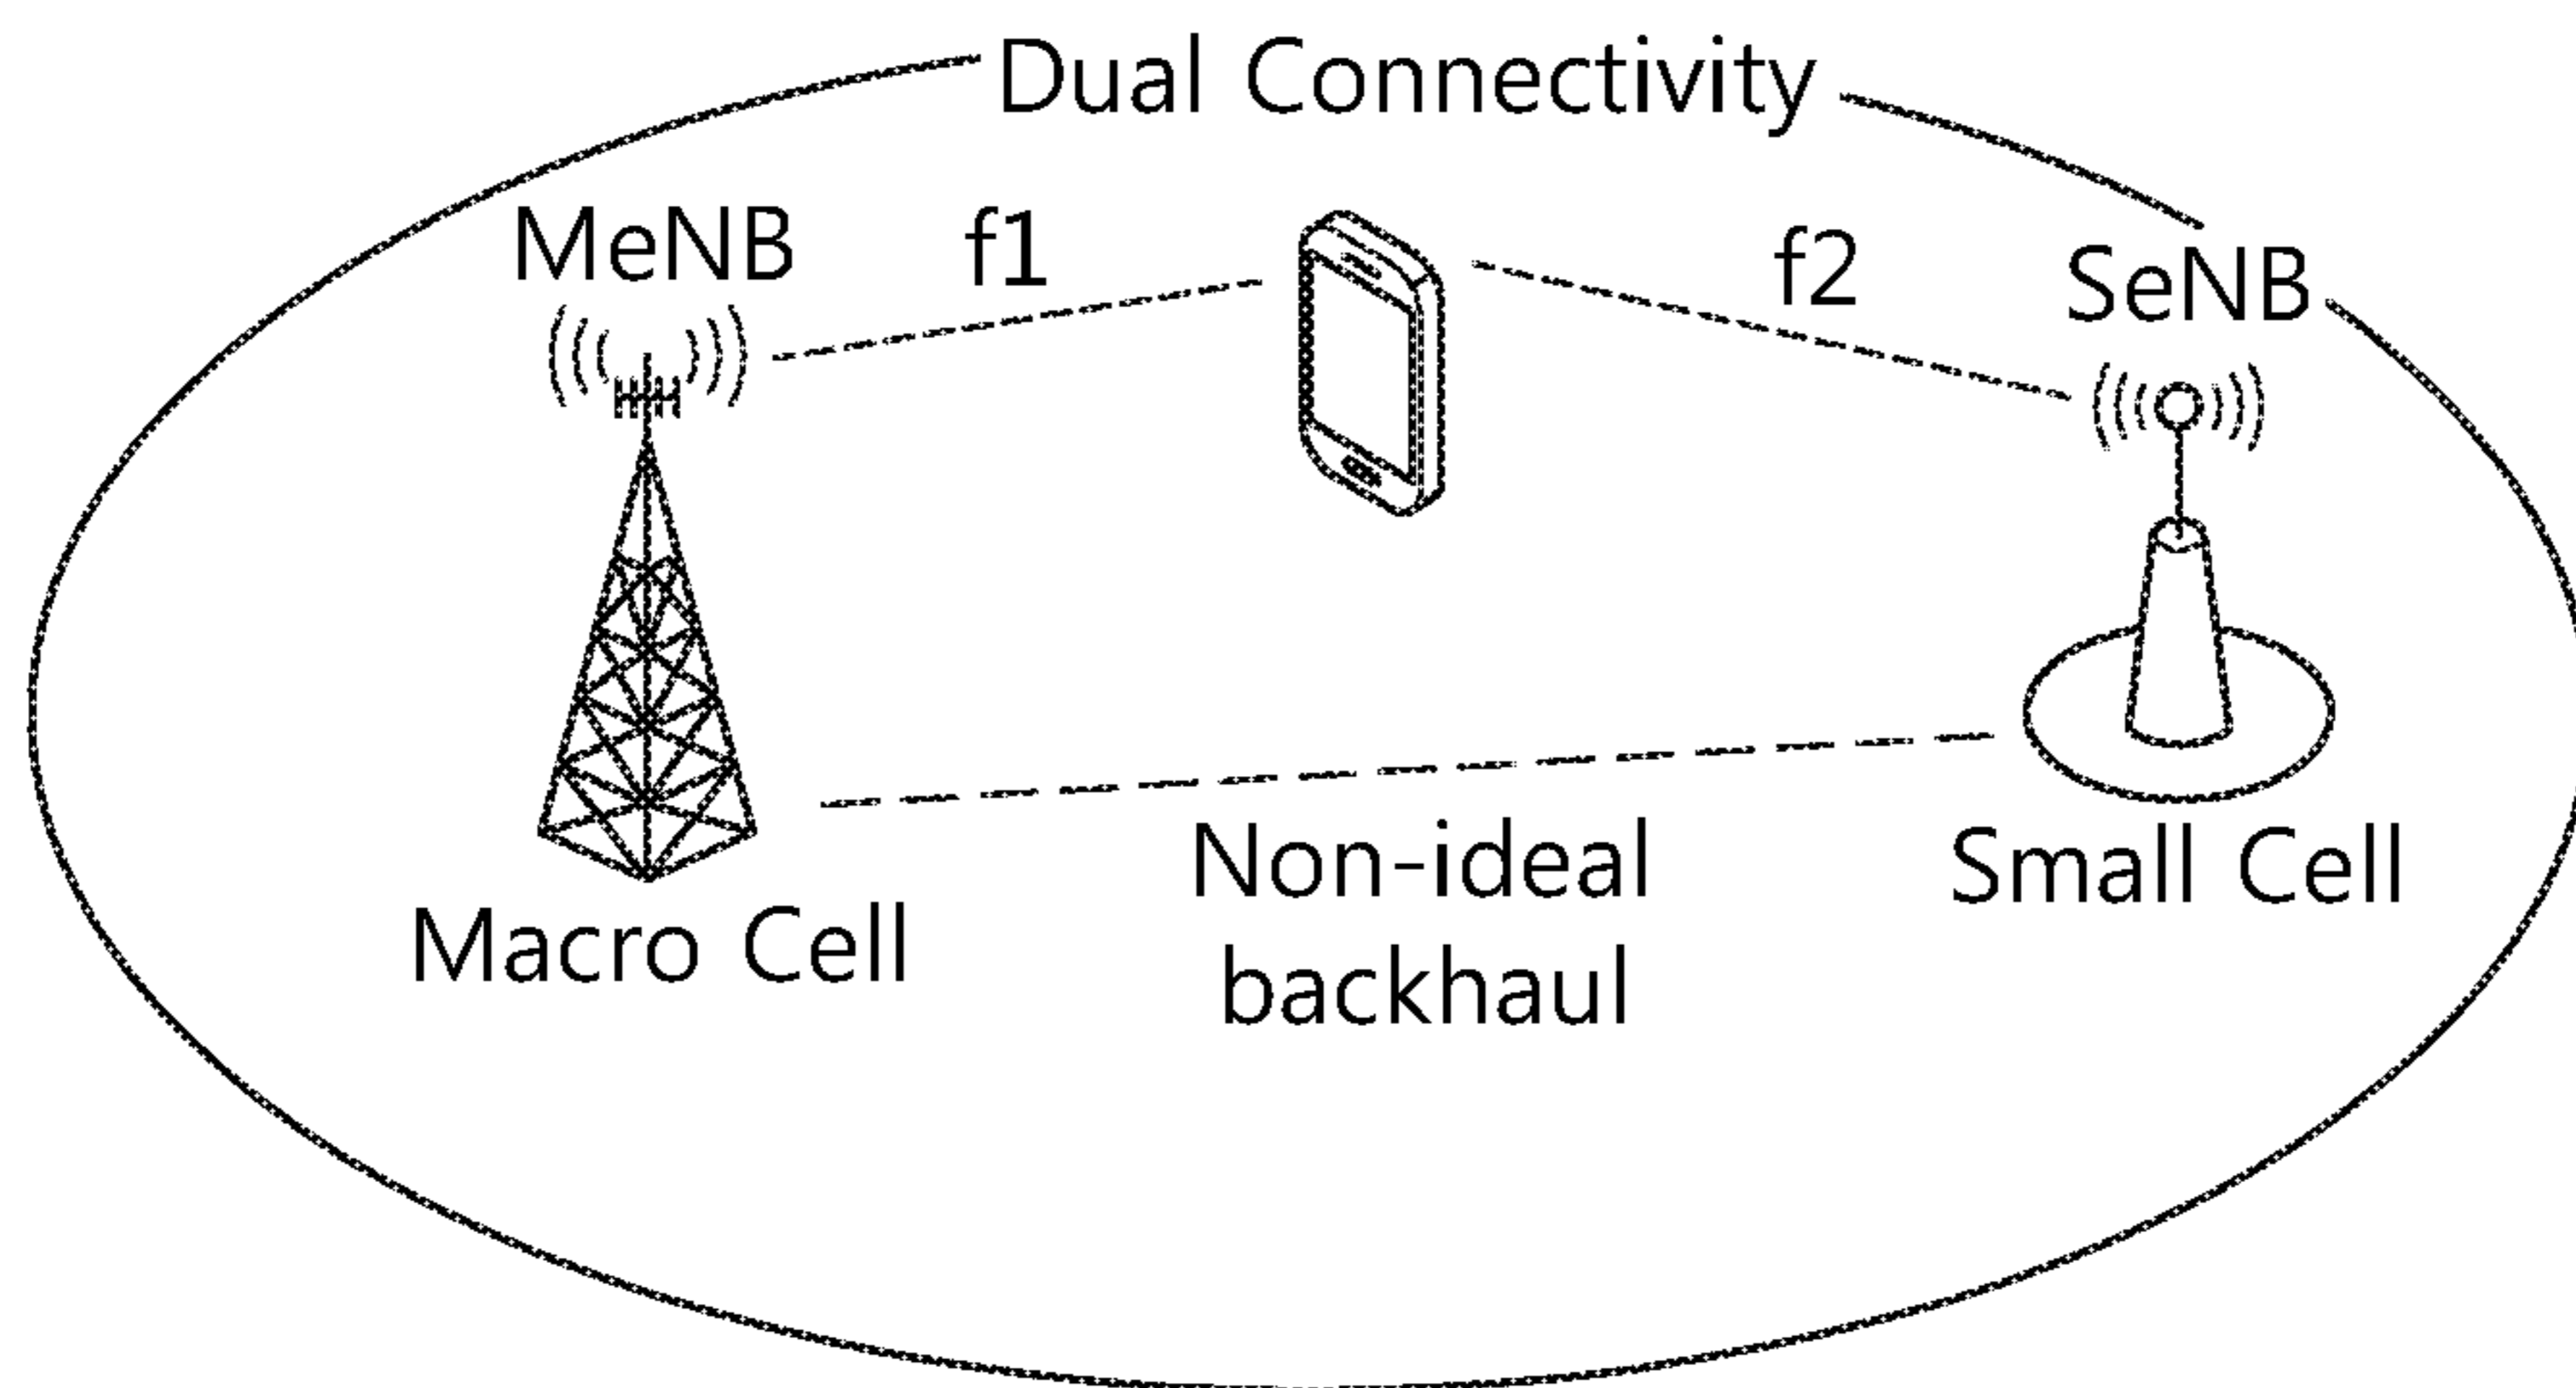 Dual Connectivity
MeNB
f1
f2
SeNB
Macro Cell
Non-ideal
backhaul
Small Cell